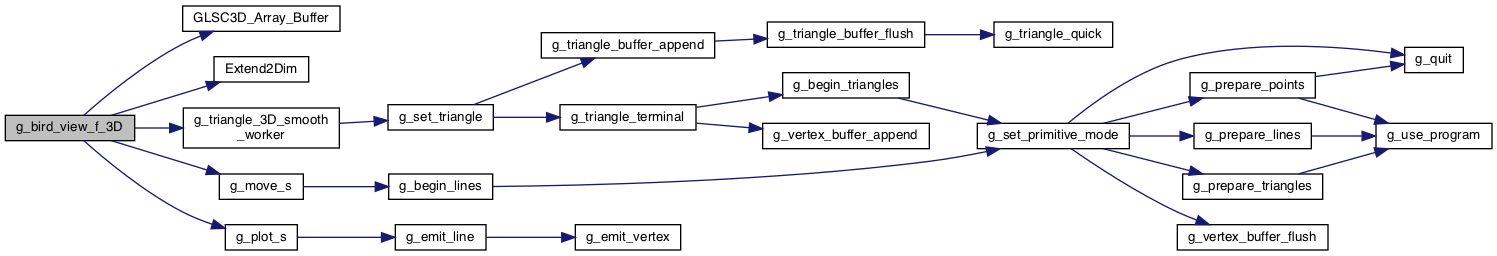 GLSC3D_Array_Buffer
Extend2Dim
g_bird_view_f_3D
g_triangle_3D_smooth
_worker
g_move_s
g_plot_s
g_set_triangle
g_begin_lines
g_emit_line
g_triangle_buffer_append
g_triangle_terminal
g_emit_vertex
g_triangle_buffer_flush
g_begin_triangles
g_vertex_buffer_append
g_triangle_quick
g_set_primitive_mode
g_quit
g_prepare_points
g_prepare_lines
g_use_program
g_prepare_triangles
g_vertex_buffer_flush